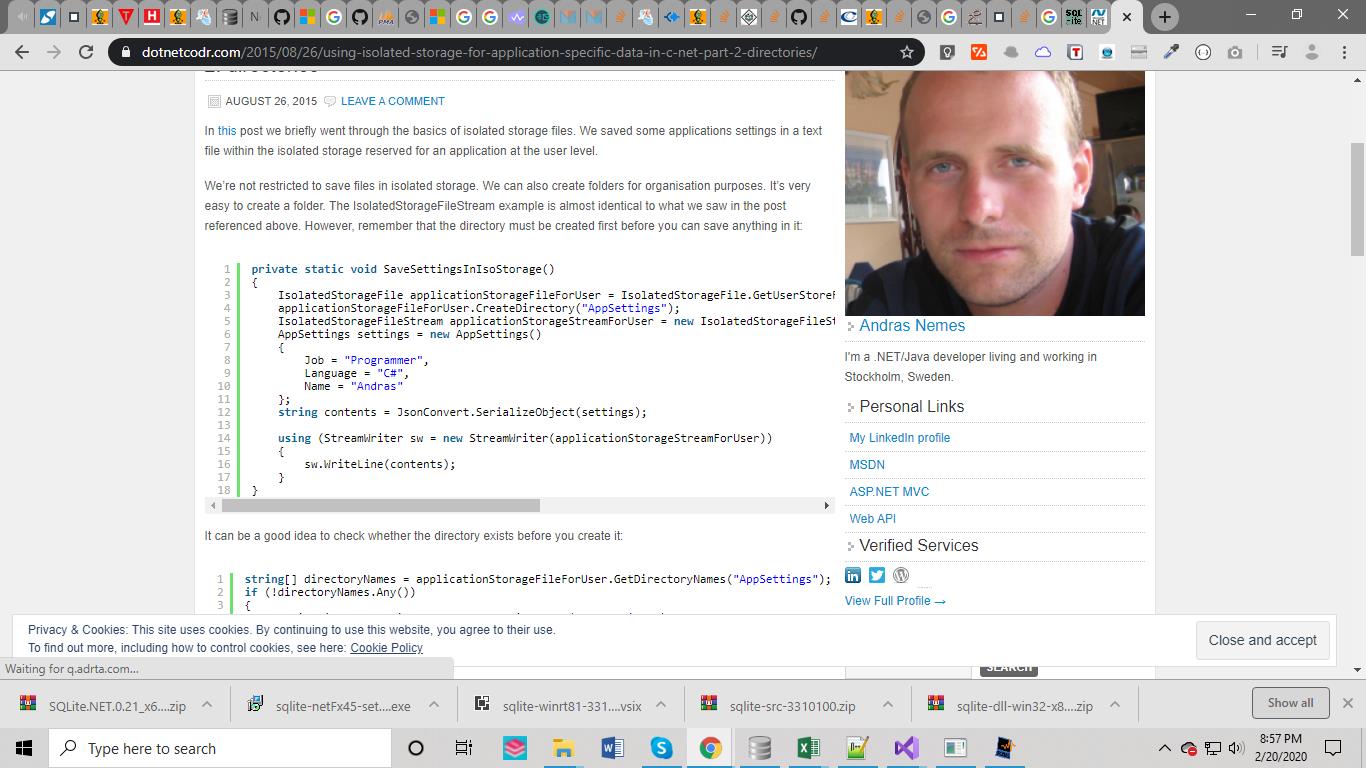 dotnetcodr.com/2015/08/26/using-isolated-storage-for-application-specific-data-in-c-net-part-2-directories/
2: directories
AUGUST 26, 2015 LEAVE A COMMENT
In this post we briefly went through the basics of isolated storage files. We saved some applications settings in a text
file within the isolated storage reserved for an application at the user level.
We're not restricted to save files in isolated storage. We can also create folders for organisation purposes. It's very
easy to create a folder. The IsolatedStorageFileStream example is almost identical to what we saw in the post
referenced above. However, remember that the directory must be created first before you can save anything in it:
1 private static void SaveSettingsInIsoStorage()
2 {
3 IsolatedStorageFile applicationStorageFileForUser = IsolatedStorageFile.GetUserStoreF
4 applicationStorageFileForUser.CreateDirectory("AppSettings");
5 IsolatedStorageFileStream applicationStorageStreamForUser = new IsolatedStorageFileSt
6 AppSettings settings = new AppSettings()
7 {
8 Job = "Programmer",
9 Language = "C#",
10 Name = "Andras"
11 };
12 string contents = JsonConvert.SerializeObject(settings);
13
14 using (StreamWriter sw = new StreamWriter(applicationStorageStreamForUser))
15 {
16 sw.WriteLine(contents);
17 }
18 }
It can be a good idea to check whether the directory exists before you create it:
1 string[] directoryNames = applicationStorageFileForUser.GetDirectoryNames("AppSettings");
2 if (!directoryNames.Any())
3 {
Andras Nemes
I'm a .NET/Java developer living and working in
Stockholm, Sweden.
Personal Links
My LinkedIn profile
MSDN
ASP.NET MVC
Web API
Verified Services
View Full Profile →
SEARCH
Privacy & Cookies: This site uses cookies. By continuing to use this website, you agree to their use.
To find out more, including how to control cookies, see here: Cookie Policy
Close and accept
Waiting for q.adrta.com...
SQLite.NET.0.21_x6....zip
sqlite-netFx45-set....exe
sqlite-winrt81-331....vsix
sqlite-src-3310100.zip
sqlite-dll-win32-x8....zip
Show all
Type here to search
8:57 PM
2/20/2020